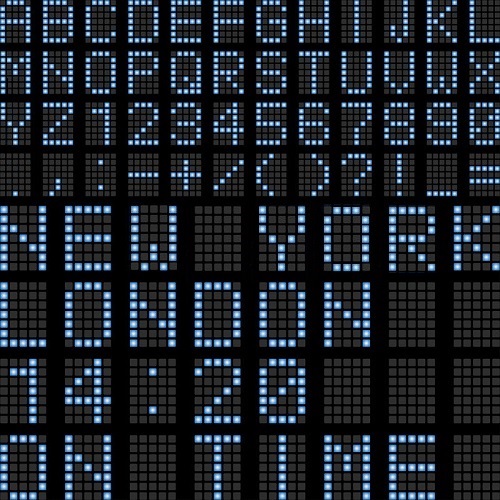 ABCDEFGHIJKL
MNOPQRSTUVWX
YZ1234567890
.,:-+/()?!_=
NEW YORK
LONDON
14:20
ON TIME